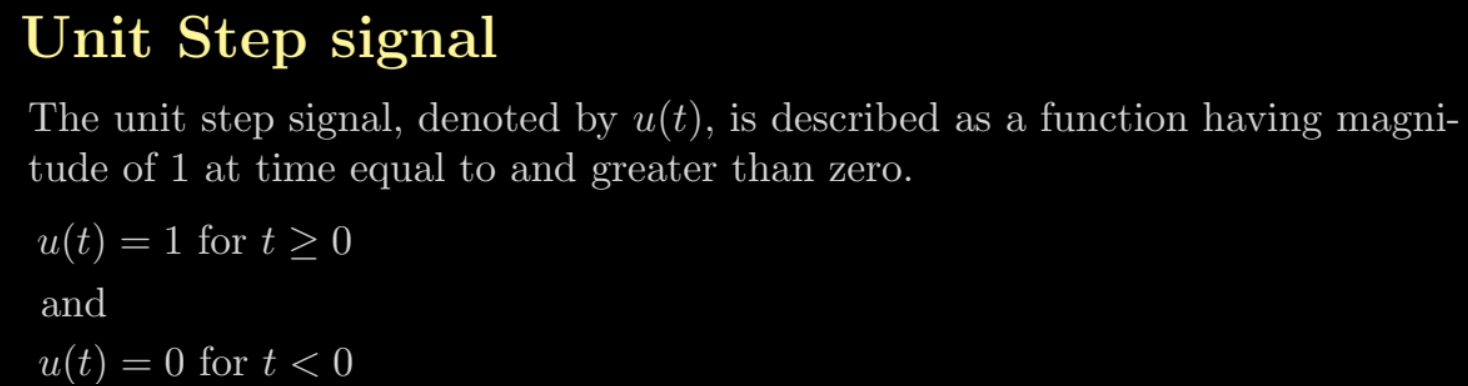 Unit Step signal
The unit step signal, denoted by u(t), is described as a function having magni-
tude of 1 at time equal to and greater than zero.
u(t) = 1 for t ≥ 0
and
u(t) = 0 for t < 0